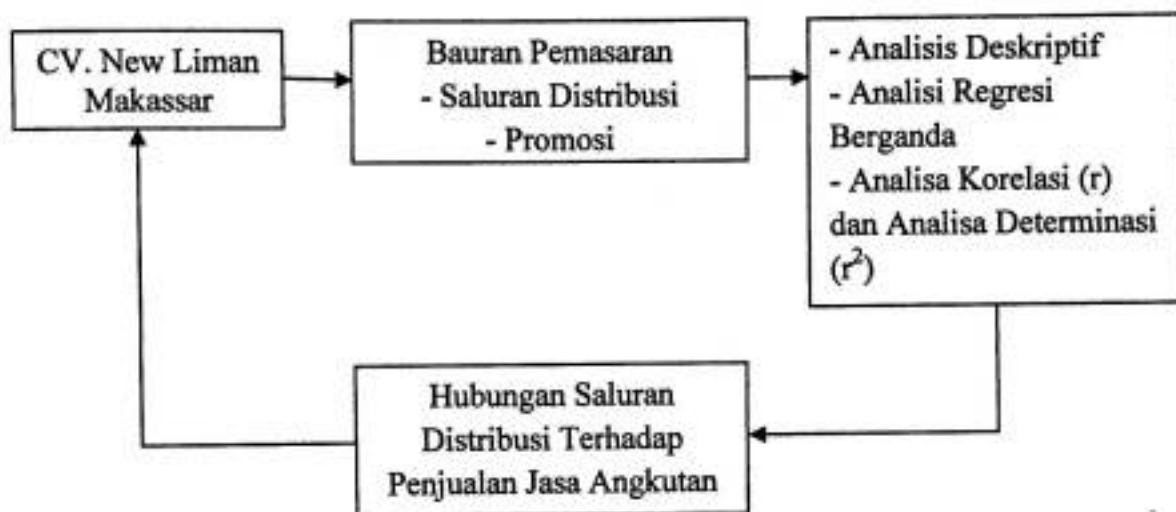 CV. New Liman
Makassar
Bauran Pemasaran
- Saluran Distribusi
- Promosi
- Analisis Deskriptif
- Analisi Regresi
Berganda
- Analisa Korelasi (r)
dan Analisa Determinasi
(r²)
Hubungan Saluran
Distribusi Terhadap
Penjualan Jasa Angkutan